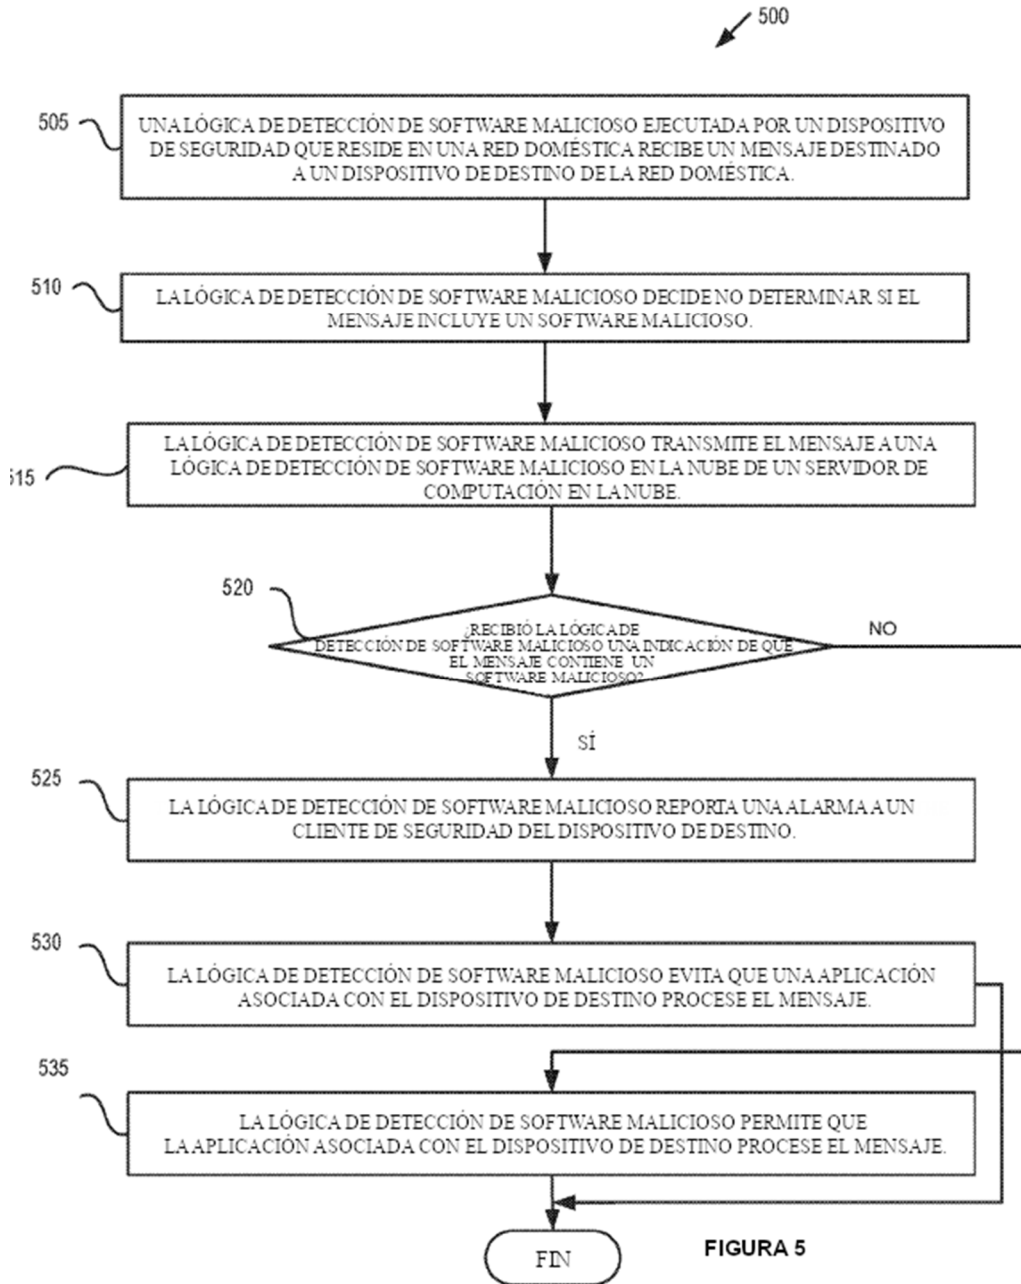 500
505
UNA LÓGICA DE DETECCIÓN DE SOFTWARE MALICIOSO EJECUTADA POR UN DISPOSITIVO
DE SEGURIDAD QUE RESIDE EN UNA RED DOMÉSTICA RECIBE UN MENSAJE DESTINADO
A UN DISPOSITIVO DE DESTINO DE LA RED DOMÉSTICA.
510
LA LÓGICA DE DETECCIÓN DE SOFTWARE MALICIOSO DECIDE NO DETERMINAR SI EL
MENSAJE INCLUYE UN SOFTWARE MALICIOSO.
515
LA LÓGICA DE DETECCIÓN DE SOFTWARE MALICIOSO TRANSMITE EL MENSAJE A UNA
LÓGICA DE DETECCIÓN DE SOFTWARE MALICIOSO EN LA NUBE DE UN SERVIDOR DE
COMPUTACIÓN EN LA NUBE.
520
¿RECIBIÓ LA LÓGICA DE
DETECCIÓN DE SOFTWARE MALICIOSO UNA INDICACIÓN DE QUE
EL MENSAJE CONTIENE UN
SOFTWARE MALICIOSO?
NO
SÍ
525
LA LÓGICA DE DETECCIÓN DE SOFTWARE MALICIOSO REPORTA UNA ALARMA A UN
CLIENTE DE SEGURIDAD DEL DISPOSITIVO DE DESTINO.
530
LA LÓGICA DE DETECCIÓN DE SOFTWARE MALICIOSO EVITA QUE UNA APLICACIÓN
ASOCIADA CON EL DISPOSITIVO DE DESTINO PROCESE EL MENSAJE.
535
LA LÓGICA DE DETECCIÓN DE SOFTWARE MALICIOSO PERMITE QUE
LA APLICACIÓN ASOCIADA CON EL DISPOSITIVO DE DESTINO PROCESE EL MENSAJE.
FIN
FIGURA 5